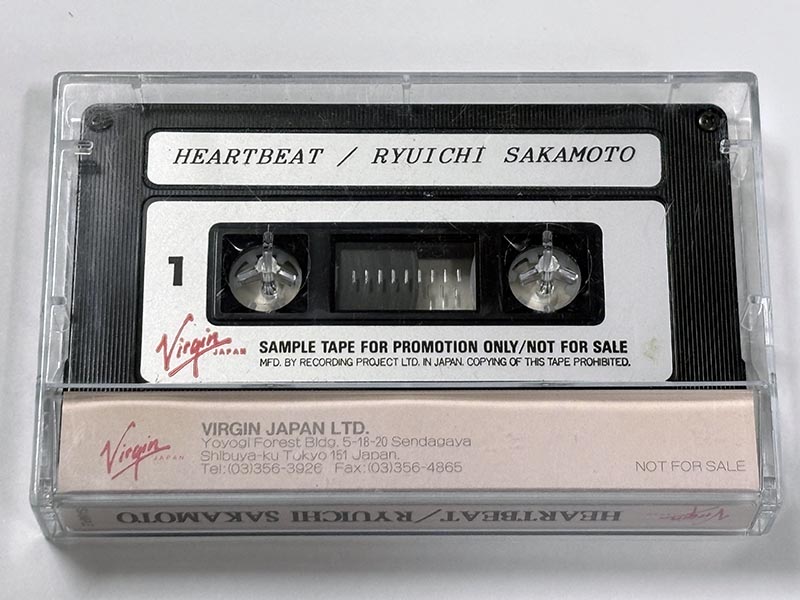 HEARTBEAT / RYUICHI SAKAMOTO
1
Virgin JAPAN
SAMPLE TAPE FOR PROMOTION ONLY/NOT FOR SALE
MFD. BY RECORDING PROJECT LTD. IN JAPAN. COPYING OF THIS TAPE PROHIBITED.
Virgin JAPAN
VIRGIN JAPAN LTD.
Yoyogi Forest Bldg. 5-18-20 Sendagaya
Shibuya-ku Tokyo 151 Japan.
Tel:(03)356-3926 Fax:(03)356-4865
NOT FOR SALE
HEARTBEAT/RYUICHI SAKAMOTO
Virgin